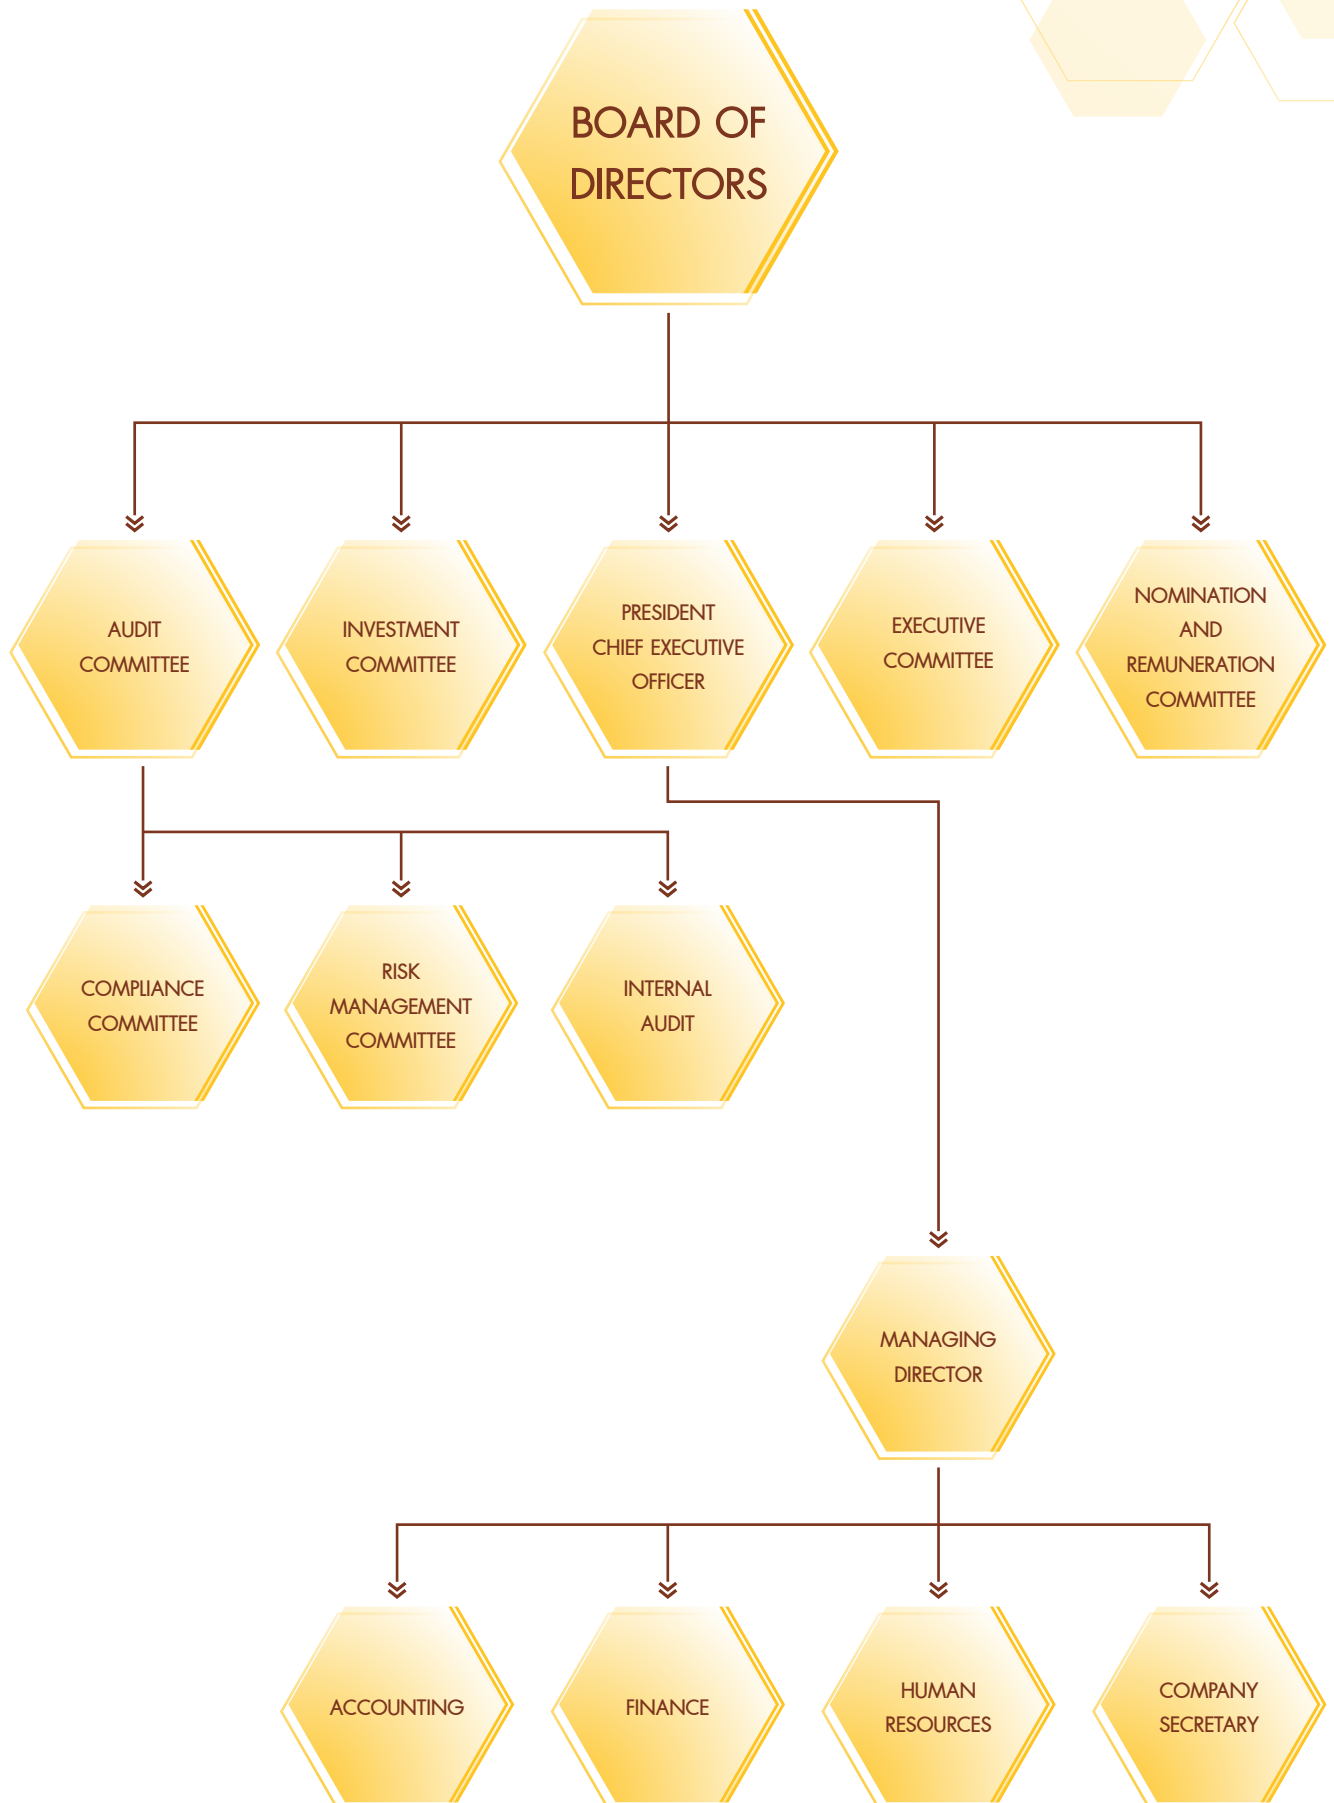 BOARD OF
DIRECTORS
AUDIT
COMMITTEE
INVESTMENT
COMMITTEE
PRESIDENT
CHIEF EXECUTIVE
OFFICER
EXECUTIVE
COMMITTEE
NOMINATION
AND
REMUNERATION
COMMITTEE
COMPLIANCE
COMMITTEE
RISK
MANAGEMENT
COMMITTEE
INTERNAL
AUDIT
MANAGING
DIRECTOR
ACCOUNTING
FINANCE
HUMAN
RESOURCES
COMPANY
SECRETARY